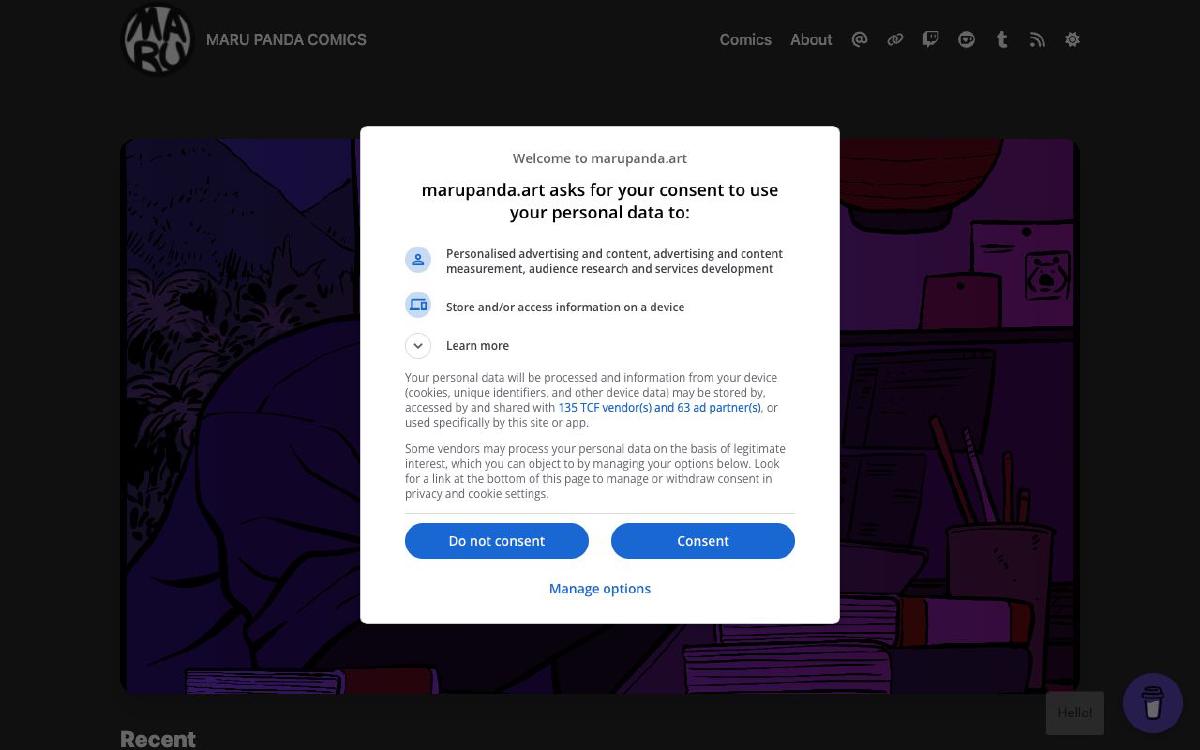 MARU
MARU PANDA COMICS
Comics
About
Welcome to marupanda.art
marupanda.art asks for your consent to use
your personal data to:
Personalised advertising and content, advertising and content
measurement, audience research and services development
Store and/or access information on a device
Learn more
Your personal data will be processed and information from your device
(cookies, unique identifiers, and other device data) may be stored by,
accessed by and shared with 135 TCF vendor(s) and 63 ad partner(s), or
used specifically by this site or app.
Some vendors may process your personal data on the basis of legitimate
interest, which you can object to by managing your options below. Look
for a link at the bottom of this page to manage or withdraw consent in
privacy and cookie settings.
Do not consent
Consent
Manage options
Hello!
Recent